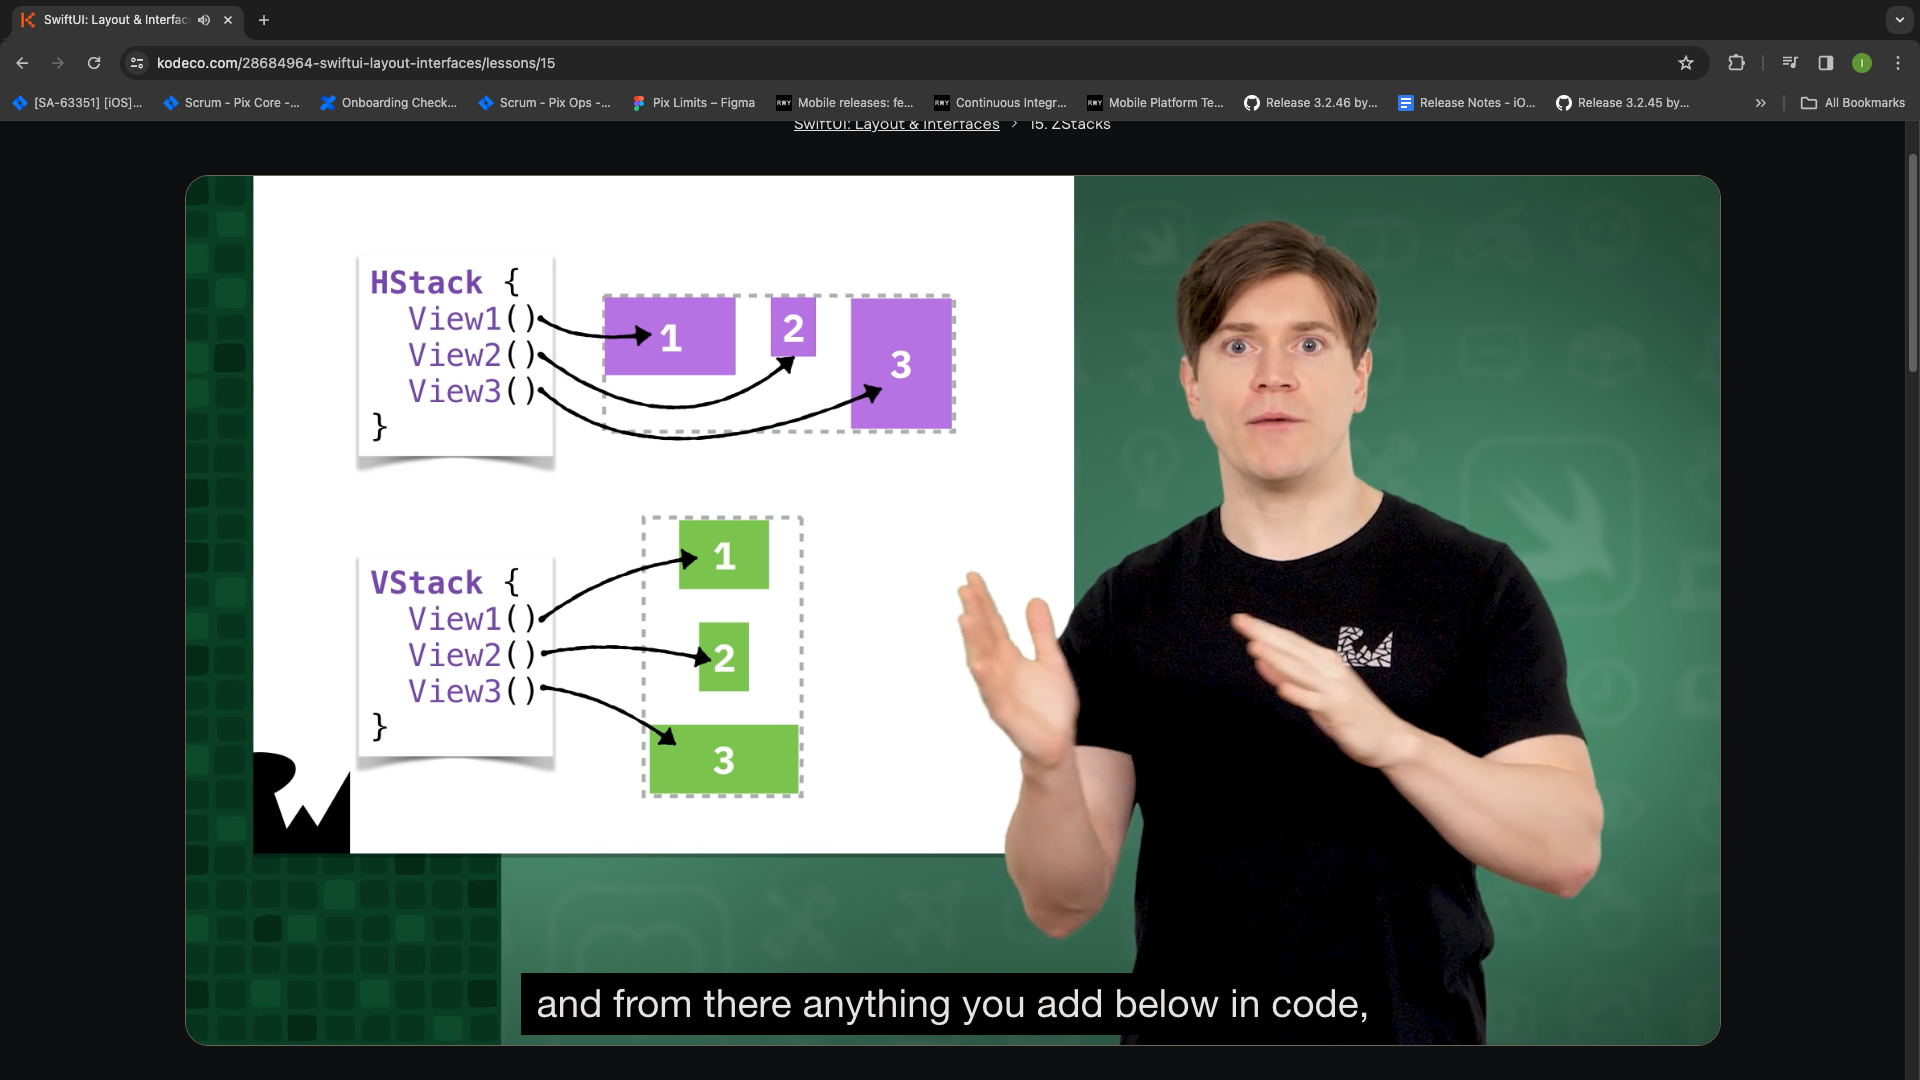 SwiftUI: Layout & Interfac
kodeco.com/28684964-swiftui-layout-interfaces/lessons/15
I
[SA-63351] [iOS]...
Scrum - Pix Core -...
Onboarding Check...
Scrum - Pix Ops -...
Pix Limits – Figma
RWY
Mobile releases: fe...
RWY
Continuous Integr...
RWY
Mobile Platform Te...
Release 3.2.46 by...
Release Notes - iO...
Release 3.2.45 by...
All Bookmarks
SwiftUI: Layout & Interfaces > 15. ZStacks
HStack {
View1()
View2()
View3()
}
1
2
3
VStack {
View1()
View2()
View3()
}
1
2
3
and from there anything you add below in code,